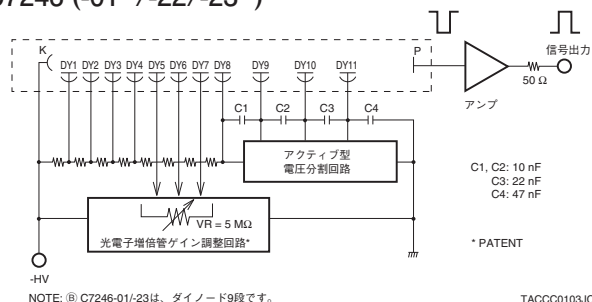 C7246 (-01*/-22/-23*)
K DY1 DY2 DY3 DY4 DY5 DY6 DY7 DY8 DY9 DY10 DY11 P
信号出力
50 Ω
アンプ
C1 C2 C3 C4
アクティブ型
電圧分割回路
C1, C2: 10 nF
C3: 22 nF
C4: 47 nF
VR = 5 MΩ
光電子増倍管ゲイン調整回路*
* PATENT
-HV
NOTE: Ⓑ C7246-01/-23は、ダイノード9段です。
TACCC0103JC